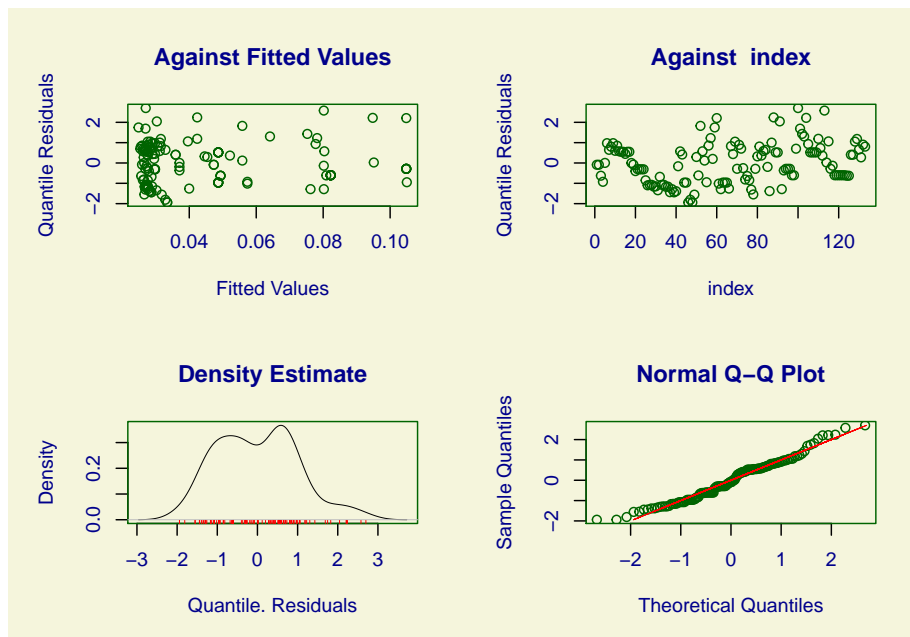 Against Fitted Values
Quantile Residuals
−2 0 2
0.04 0.06 0.08 0.10
Fitted Values
Against index
Quantile Residuals
−2 0 2
0 20 40 60 80 120
index
Density Estimate
Density
0.0 0.2
−3 −2 −1 0 1 2 3
Quantile. Residuals
Normal Q−Q Plot
Sample Quantiles
−2 0 2
−2 −1 0 1 2
Theoretical Quantiles